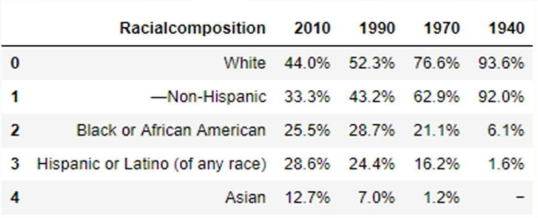 Racialcomposition 2010 1990 1970 1940
0 White 44.0% 52.3% 76.6% 93.6%
1 —Non-Hispanic 33.3% 43.2% 62.9% 92.0%
2 Black or African American 25.5% 28.7% 21.1% 6.1%
3 Hispanic or Latino (of any race) 28.6% 24.4% 16.2% 1.6%
4 Asian 12.7% 7.0% 1.2% −